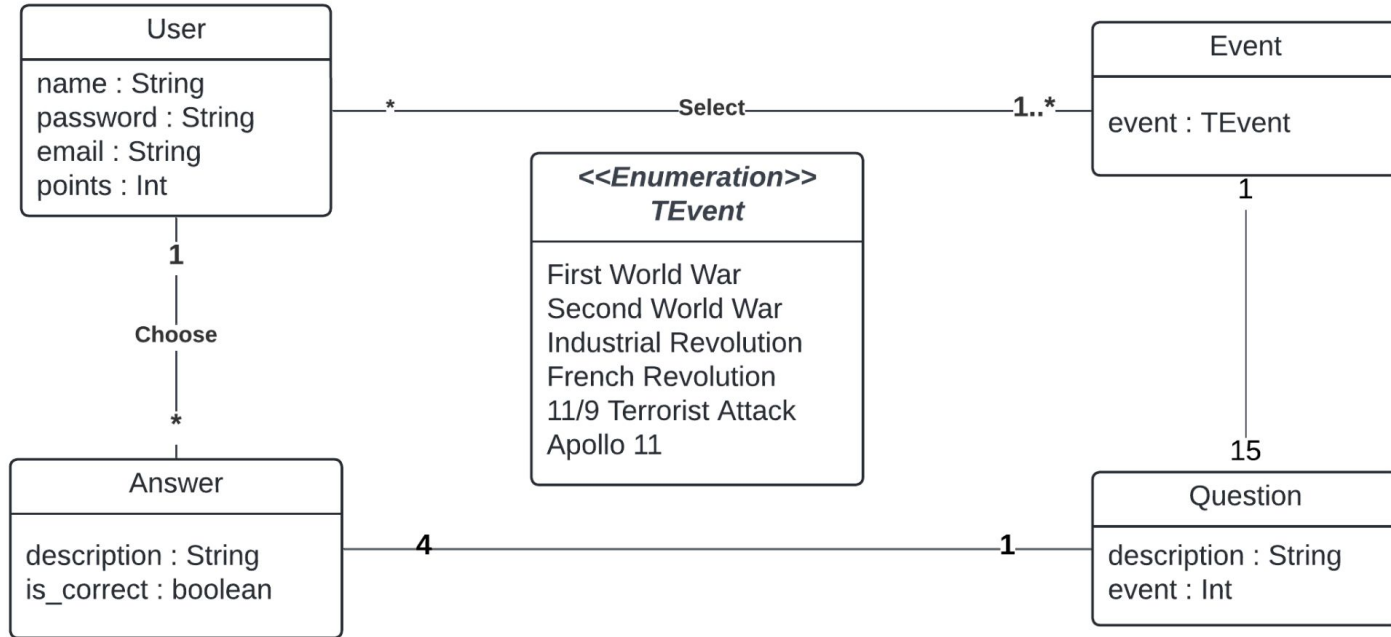 User
name : String
password : String
email : String
points : Int
*
Select
1..*
Event
event : TEvent
<<Enumeration>>
TEvent
First World War
Second World War
Industrial Revolution
French Revolution
11/9 Terrorist Attack
Apollo 11
1
Choose
*
1
15
Answer
description : String
is_correct : boolean
4
1
Question
description : String
event : Int